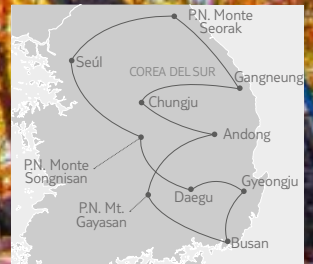 P.N. Monte
Seorak
Seúl
COREA DEL SUR
Gangneung
Chungju
Andong
P.N. Monte
Songnisan
Gyeongju
Daegu
P.N. Mt.
Gayasan
Busan